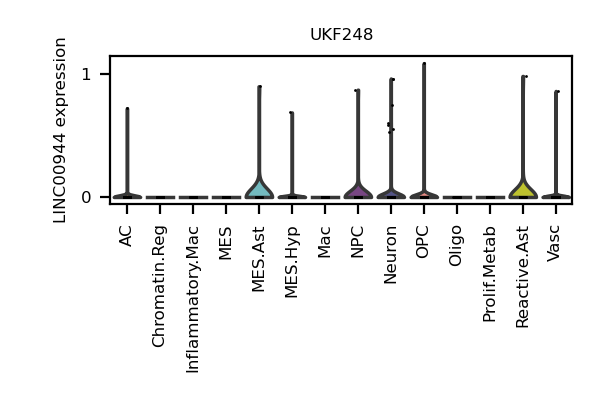 UKF248
LINC00944 expression
1
0
AC
Chromatin.Reg
Inflammatory.Mac
MES
MES.Ast
MES.Hyp
Mac
NPC
Neuron
OPC
Oligo
Prolif.Metab
Reactive.Ast
Vasc